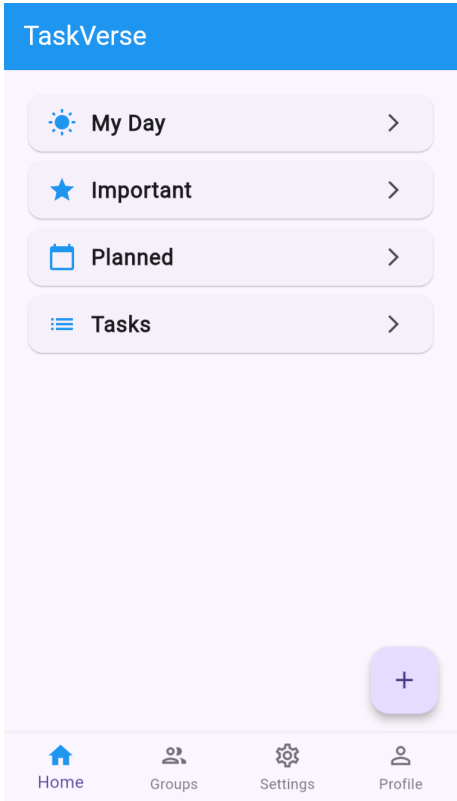 TaskVerse
My Day
Important
Planned
Tasks
+
Home
Groups
Settings
Profile